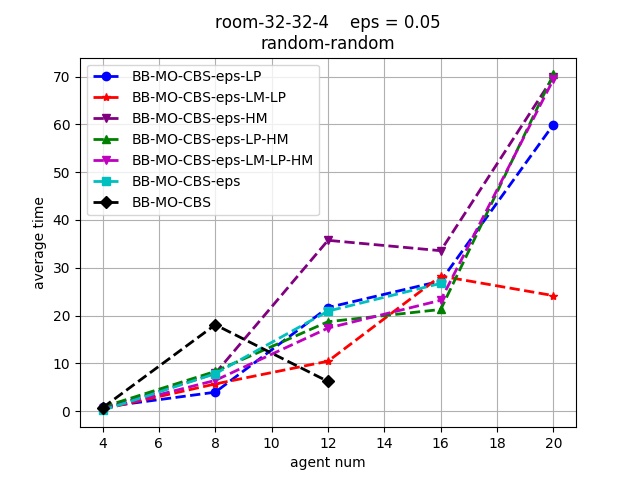 room-32-32-4    eps = 0.05
random-random
BB-MO-CBS-eps-LP
BB-MO-CBS-eps-LM-LP
BB-MO-CBS-eps-HM
BB-MO-CBS-eps-LP-HM
BB-MO-CBS-eps-LM-LP-HM
BB-MO-CBS-eps
BB-MO-CBS
average time
70
60
50
40
30
20
10
0
4
6
8
10
12
14
16
18
20
agent num